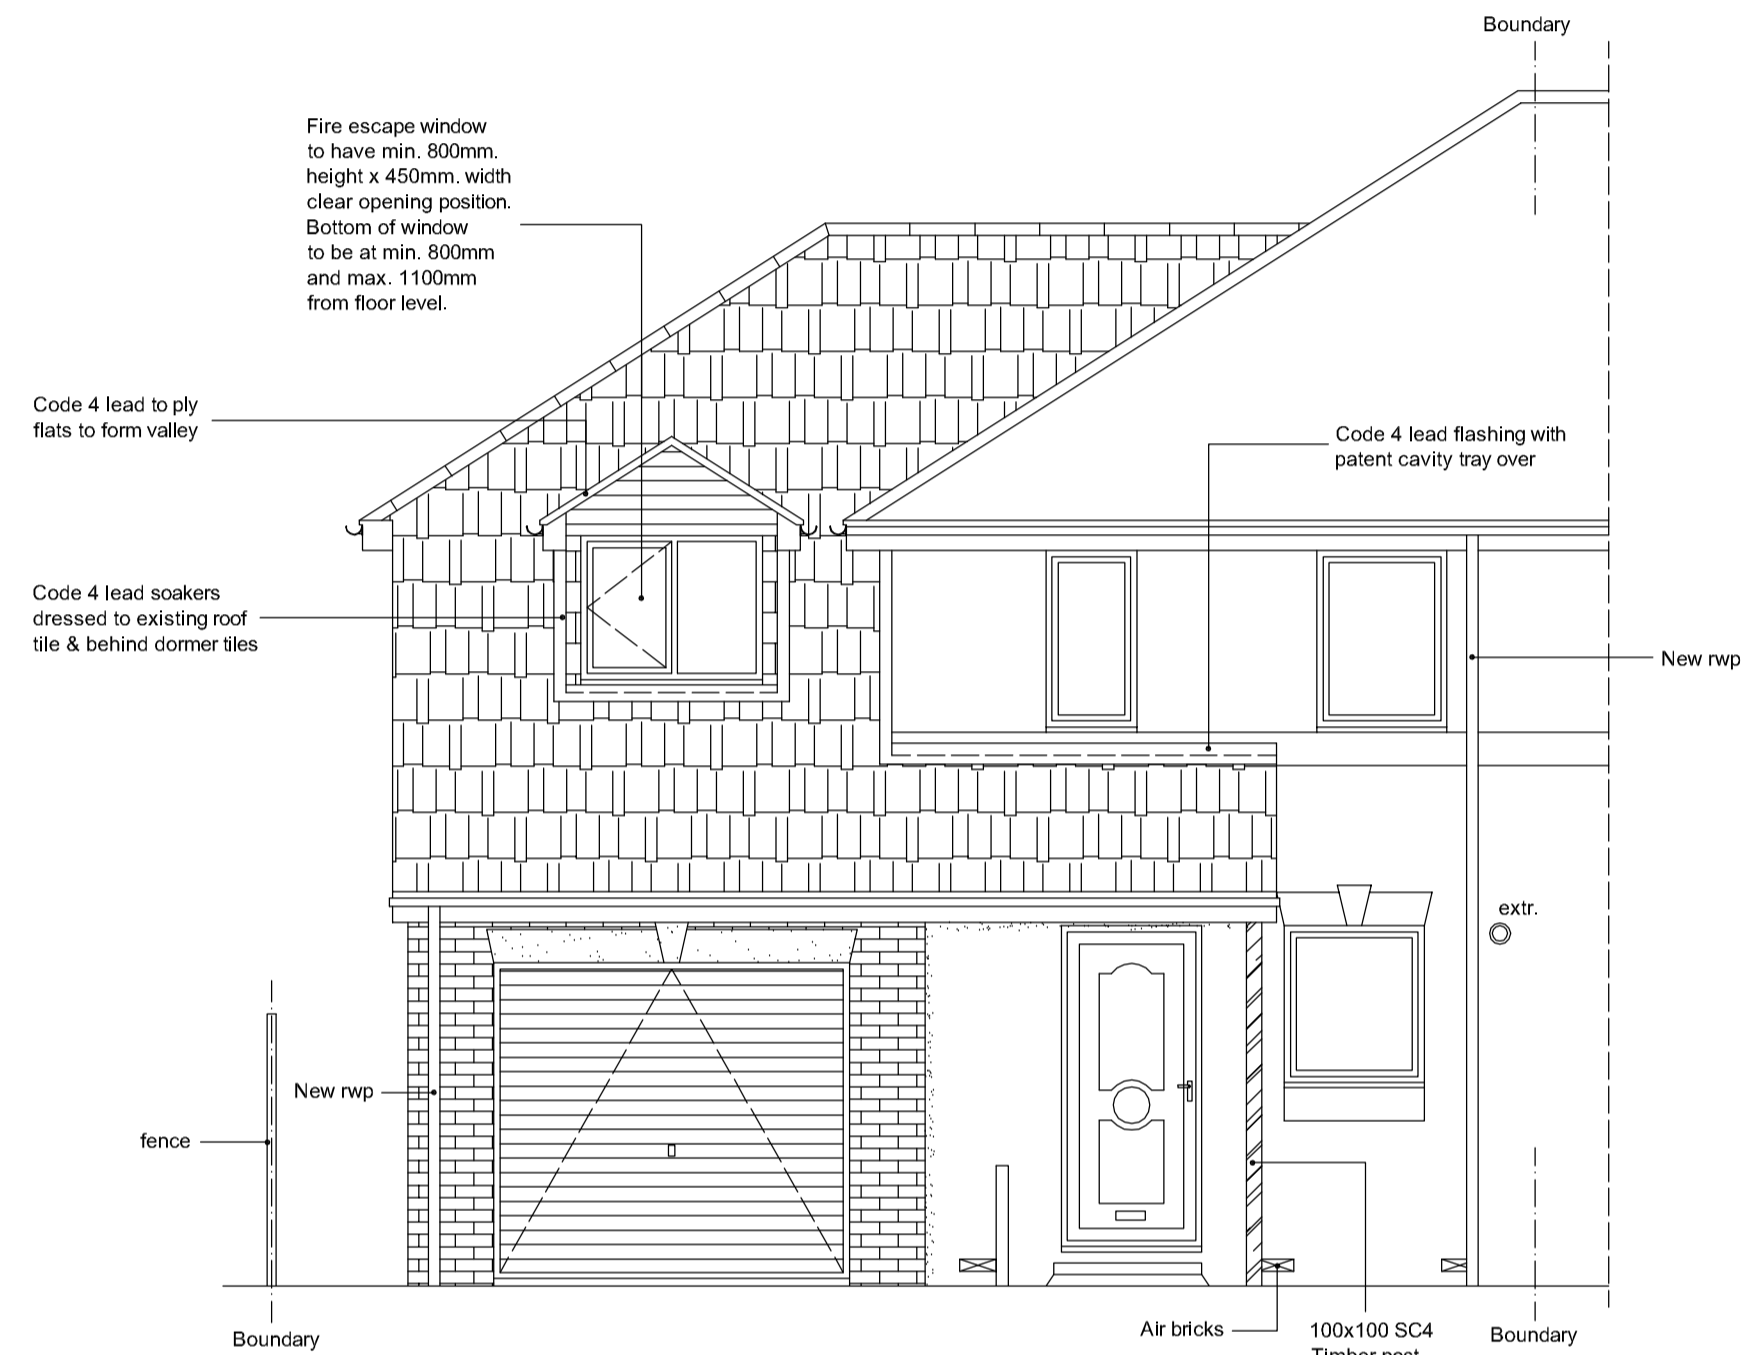 Boundary
Fire escape window
to have min. 800mm.
height x 450mm. width
clear opening position.
Bottom of window
to be at min. 800mm
and max. 1100mm
from floor level.
Code 4 lead to ply
flats to form valley
Code 4 lead flashing with
patent cavity tray over
Code 4 lead soakers
dressed to existing roof
tile & behind dormer tiles
New rwp
extr.
New rwp
fence
Boundary
Air bricks
100x100 SC4
Timber post
Boundary